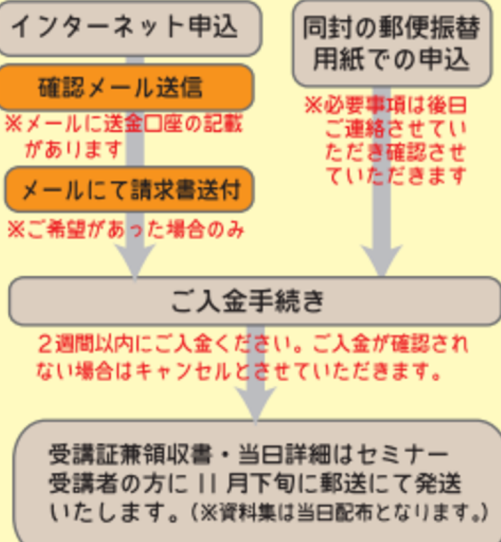 インターネット申込
確認メール送信
※メールに送金口座の記載
があります
メールにて請求書送付
※ご希望があった場合のみ
同封の郵便振替
用紙での申込
※必要事項は後日
ご連絡させてい
ただき確認させ
ていただきます
ご入金手続き
2週間以内にご入金ください。ご入金が確認され
ない場合はキャンセルとさせていただきます。
受講証兼領収書・当日詳細はセミナー
受講者の方に11月下旬に郵送にて発送
いたします。(※資料集は当日配布となります。)